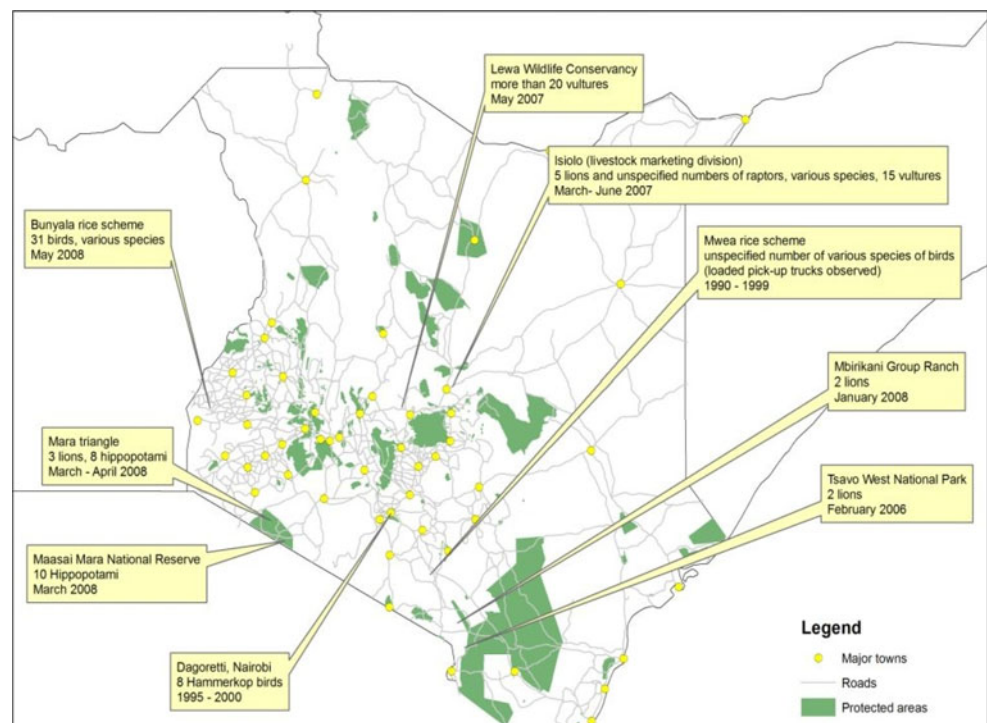 Lewa Wildlife Conservancy
more than 20 vultures
May 2007
Isiolo (livestock marketing division)
5 lions and unspecified numbers of raptors, various species, 15 vultures
March- June 2007
Bunyala rice scheme
31 birds, various species
May 2008
Mwea rice scheme
unspecified number of various species of birds
(loaded pick-up trucks observed)
1990 - 1999
Mbirikani Group Ranch
2 lions
January 2008
Mara triangle
3 lions, 8 hippopotami
March - April 2008
Tsavo West National Park
2 lions
February 2006
Maasai Mara National Reserve
10 Hippopotami
March 2008
Dagoretti, Nairobi
8 Hammerkop birds
1995 - 2000
Legend
Major towns
Roads
Protected areas